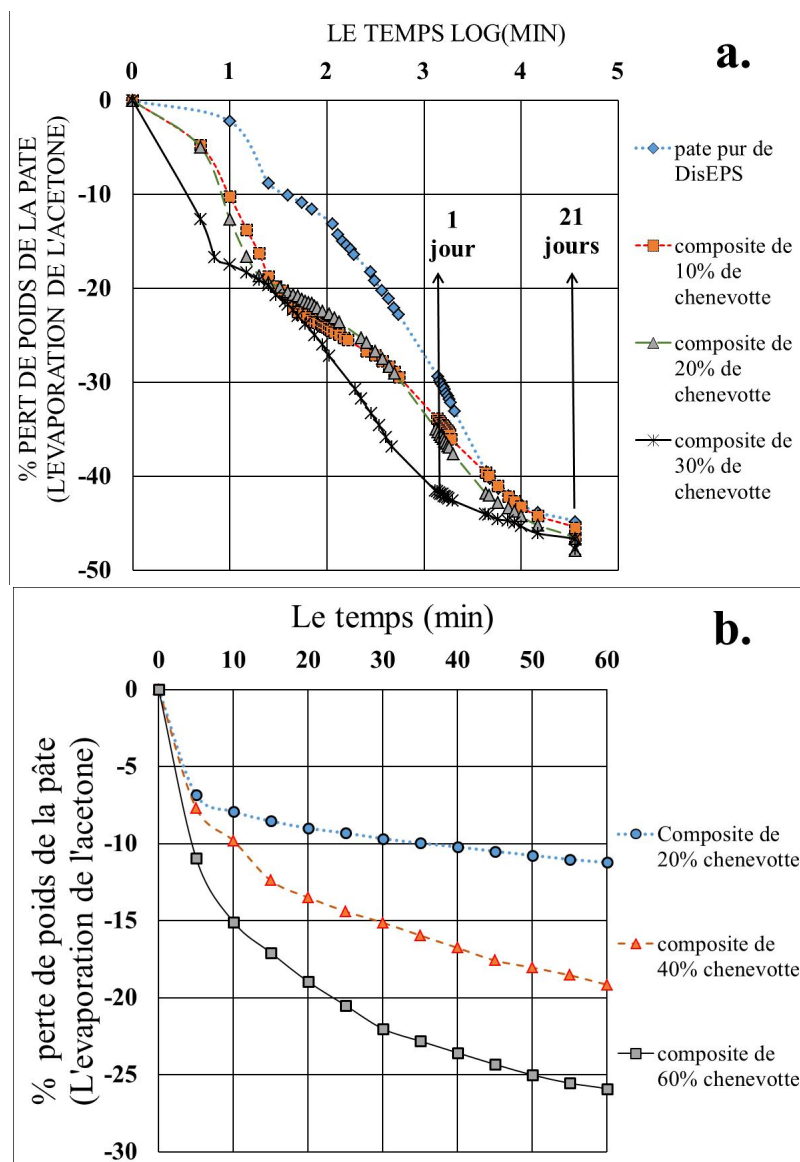 LE TEMPS LOG(MIN)
a.
0 1 2 3 4 5
0
-10
-20
-30
-40
-50
% PERT DE POIDS DE LA PATE
(L'EVAPORATION DE L'ACETONE)
1
jour
21
jours
pate pur de
DisEPS
composite de
10% de
chenevotte
composite de
20% de
chenevotte
composite de
30% de
chenevotte
Le temps (min)
b.
0 10 20 30 40 50 60
0
-5
-10
-15
-20
-25
-30
% perte de poids de la pâte
(L'evaporation de l'acetone)
Composite de
20% chenevotte
composite de
40% chenevotte
composite de
60% chenevotte